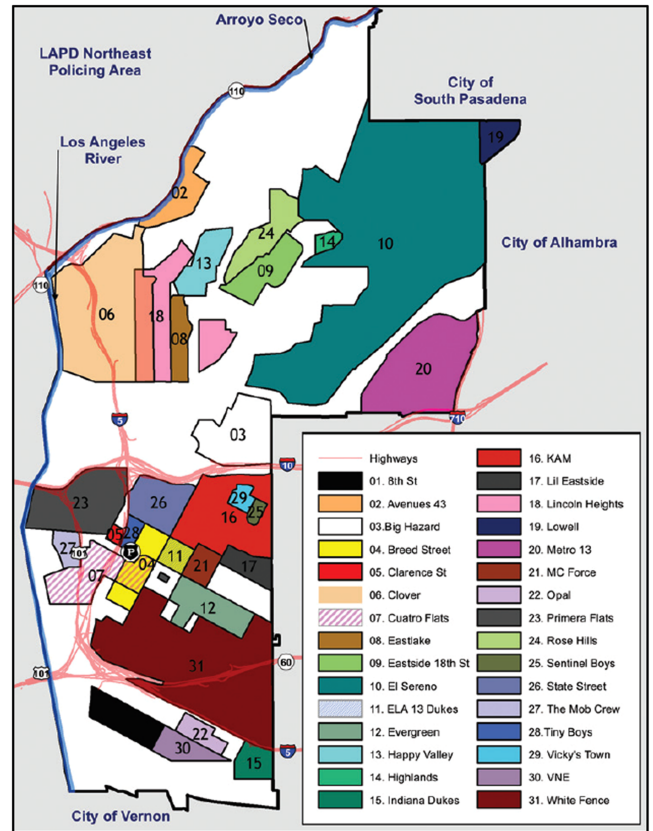 Arroyo Seco
LAPD Northeast
Policing Area
110
City of
South Pasadena
Los Angeles
River
19
02
24
14
10
City of Alhambra
13
09
110
06
18
08
20
5
710
03
10
23
26
29
16
25
05
28
P
27
101
04
11
21
17
07
12
31
60
101
22
30
15
5
City of Vernon
Highways
01. 8th St
02. Avenues 43
03.Big Hazard
04. Breed Street
05. Clarence St
06. Clover
07. Cuatro Flats
08. Eastlake
09. Eastside 18th St
10. El Sereno
11. ELA 13 Dukes
12. Evergreen
13. Happy Valley
14. Highlands
15. Indiana Dukes
16. KAM
17. Lil Eastside
18. Lincoln Heights
19. Lowell
20. Metro 13
21. MC Force
22. Opal
23. Primera Flats
24. Rose Hills
25. Sentinel Boys
26. State Street
27. The Mob Crew
28.Tiny Boys
29. Vicky's Town
30. VNE
31. White Fence